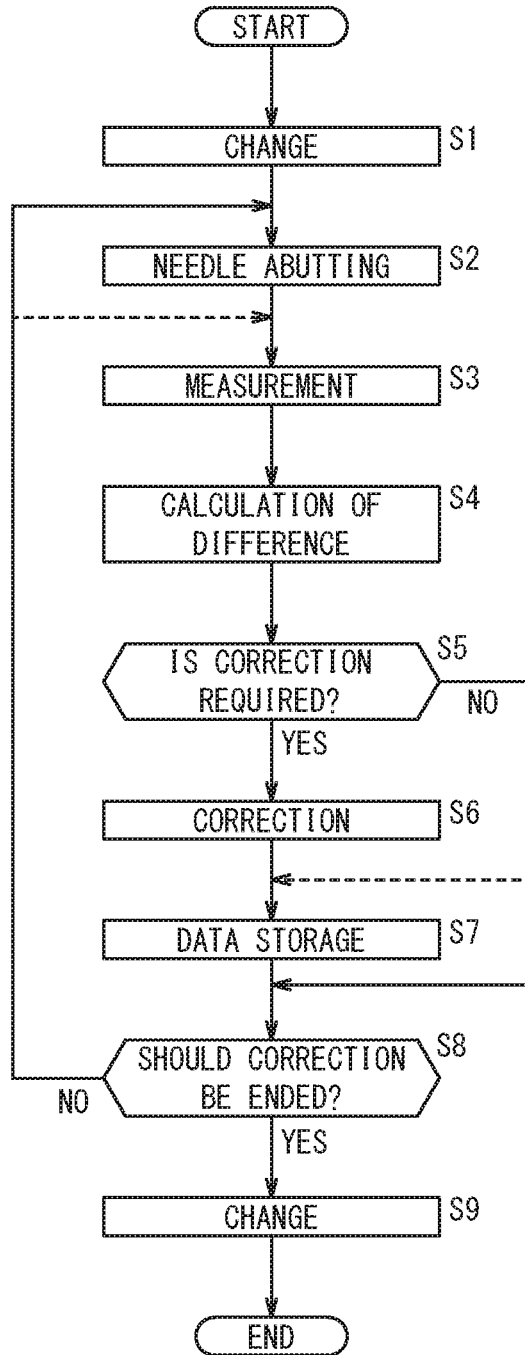 START
CHANGE
S1
NEEDLE ABUTTING
S2
MEASUREMENT
S3
CALCULATION OF
DIFFERENCE
S4
IS CORRECTION
REQUIRED?
S5
NO
YES
CORRECTION
S6
DATA STORAGE
S7
SHOULD CORRECTION
BE ENDED?
S8
NO
YES
CHANGE
S9
END